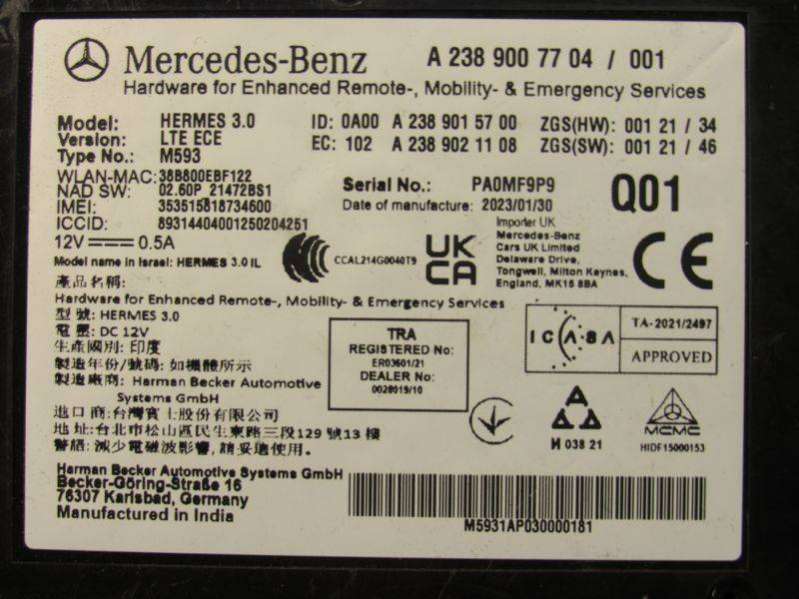 Mercedes-Benz A 238 900 77 04 / 001
Hardware for Enhanced Remote-, Mobility- & Emergency Services
Model: HERMES 3.0 ID: 0A00 A 238 901 57 00 ZGS(HW): 001 21 / 34
Version: LTE ECE EC: 102 A 238 902 11 08 ZGS(SW): 001 21 / 46
Type No.: M593
WLAN-MAC: 38B800EBF122
NAD SW: 02.60P_21472BS1
IMEI: 353515818734600
ICCID: 89314404001250204251
Serial No.: PA0MF9P9
Date of manufacture: 2023/01/30
Q01
12V 0.5A
Model name in Israel: HERMES 3.0 IL
CCAL214G0040T9
UK
CA
Importer UK
Mercedes-Benz
Cars UK Limited
Delaware Drive,
Tongwell, Milton Keynes,
England, MK15 8BA
CE
產品名稱:
Hardware for Enhanced Remote-, Mobility- & Emergency Services
型號: HERMES 3.0
電壓: DC 12V
生產國別: 印度
製造年份/號碼: 如機體所示
製造廠商: Harman Becker Automotive
Systems GmbH
進口商: 台灣賓士股份有限公司
地址: 台北市松山區民生東路三段129號13樓
警語: 減少電磁波影響, 請妥適使用。
TRA
REGISTERED No:
ER03601/21
DEALER No:
0028019/10
ICASA
TA-2021/2497
APPROVED
M 038 21
MCMC
HIDF15000153
Harman Becker Automotive Systems GmbH
Becker-Göring-Straße 16
76307 Karlsbad, Germany
Manufactured in India
M5931AP030000181